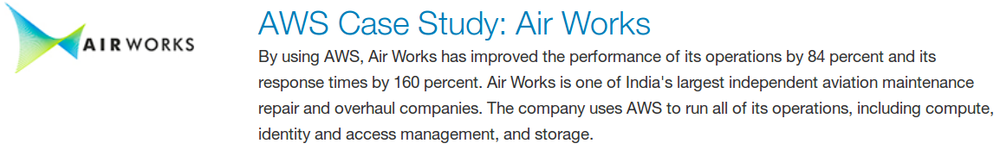 AIRWORKS
AWS Case Study: Air Works
By using AWS, Air Works has improved the performance of its operations by 84 percent and its
response times by 160 percent. Air Works is one of India's largest independent aviation maintenance
repair and overhaul companies. The company uses AWS to run all of its operations, including compute,
identity and access management, and storage.